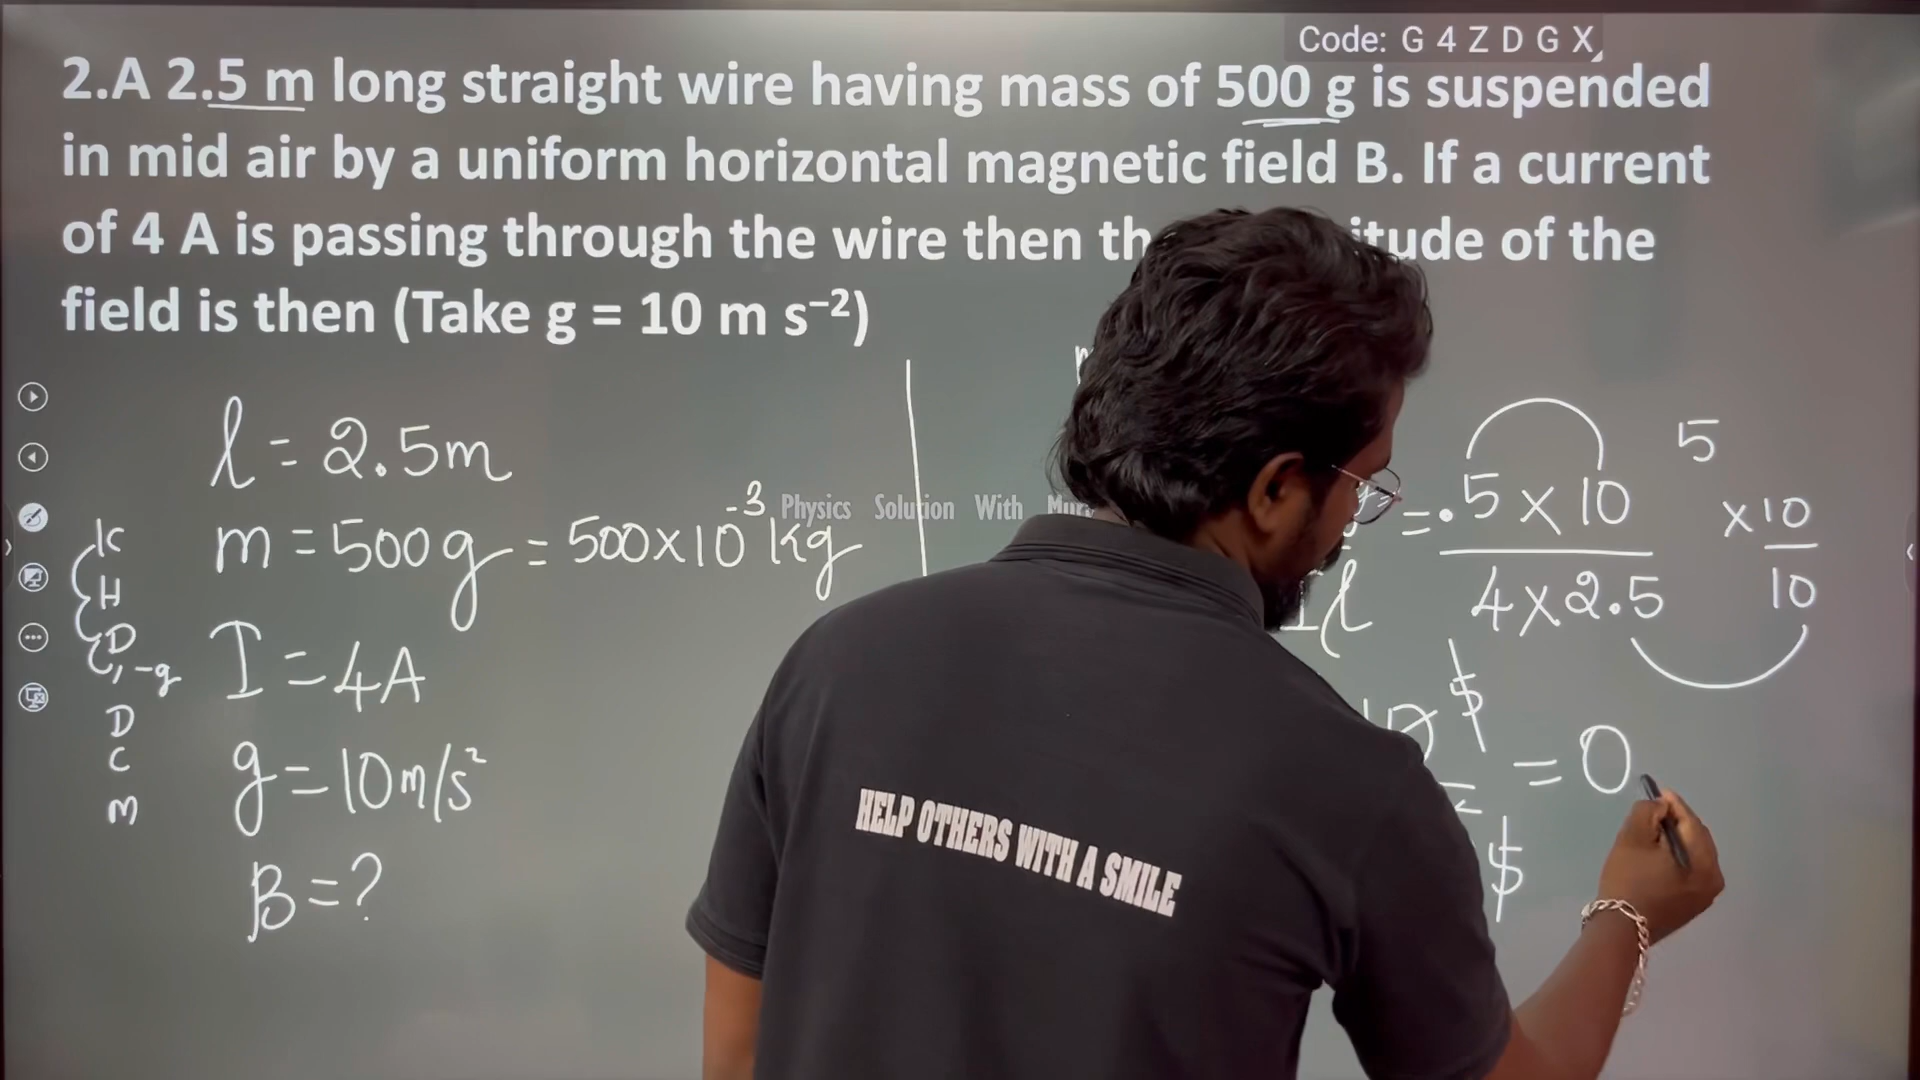 Code: G 4 Z D G X
2.A 2.5 m long straight wire having mass of 500 g is suspended
in mid air by a uniform horizontal magnetic field B. If a current
of 4 A is passing through the wire then th itude of the
field is then (Take g = 10 m s⁻²)
l = 2.5m
m = 500g = 500×10⁻³ kg
I = 4A
g = 10m/s²
B = ?
K
H
D
-g
D
C
m
Physics Solution With
= .5 × 10
4 × 2.5
5
× 10
10
Il
= 0
HELP OTHERS WITH A SMILE